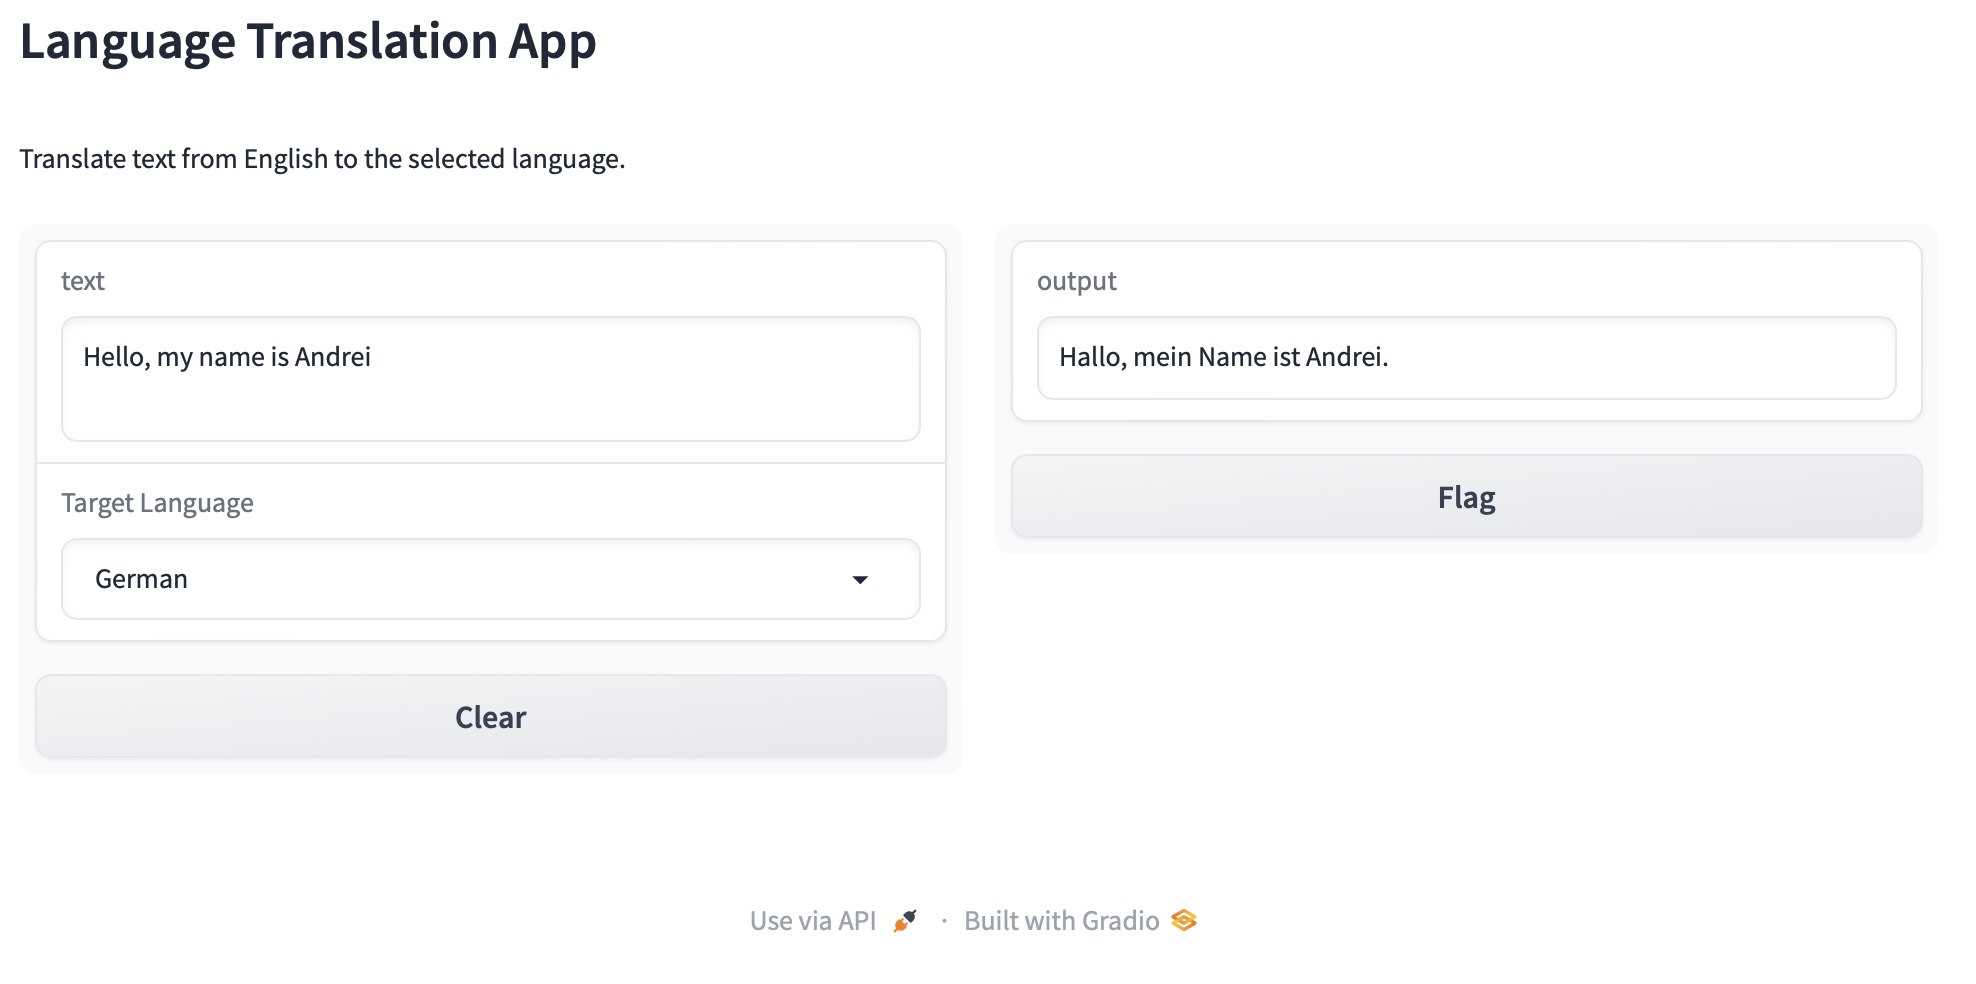 Language Translation App
Translate text from English to the selected language.
text
Hello, my name is Andrei
Target Language
German
Clear
output
Hallo, mein Name ist Andrei.
Flag
Use via API · Built with Gradio